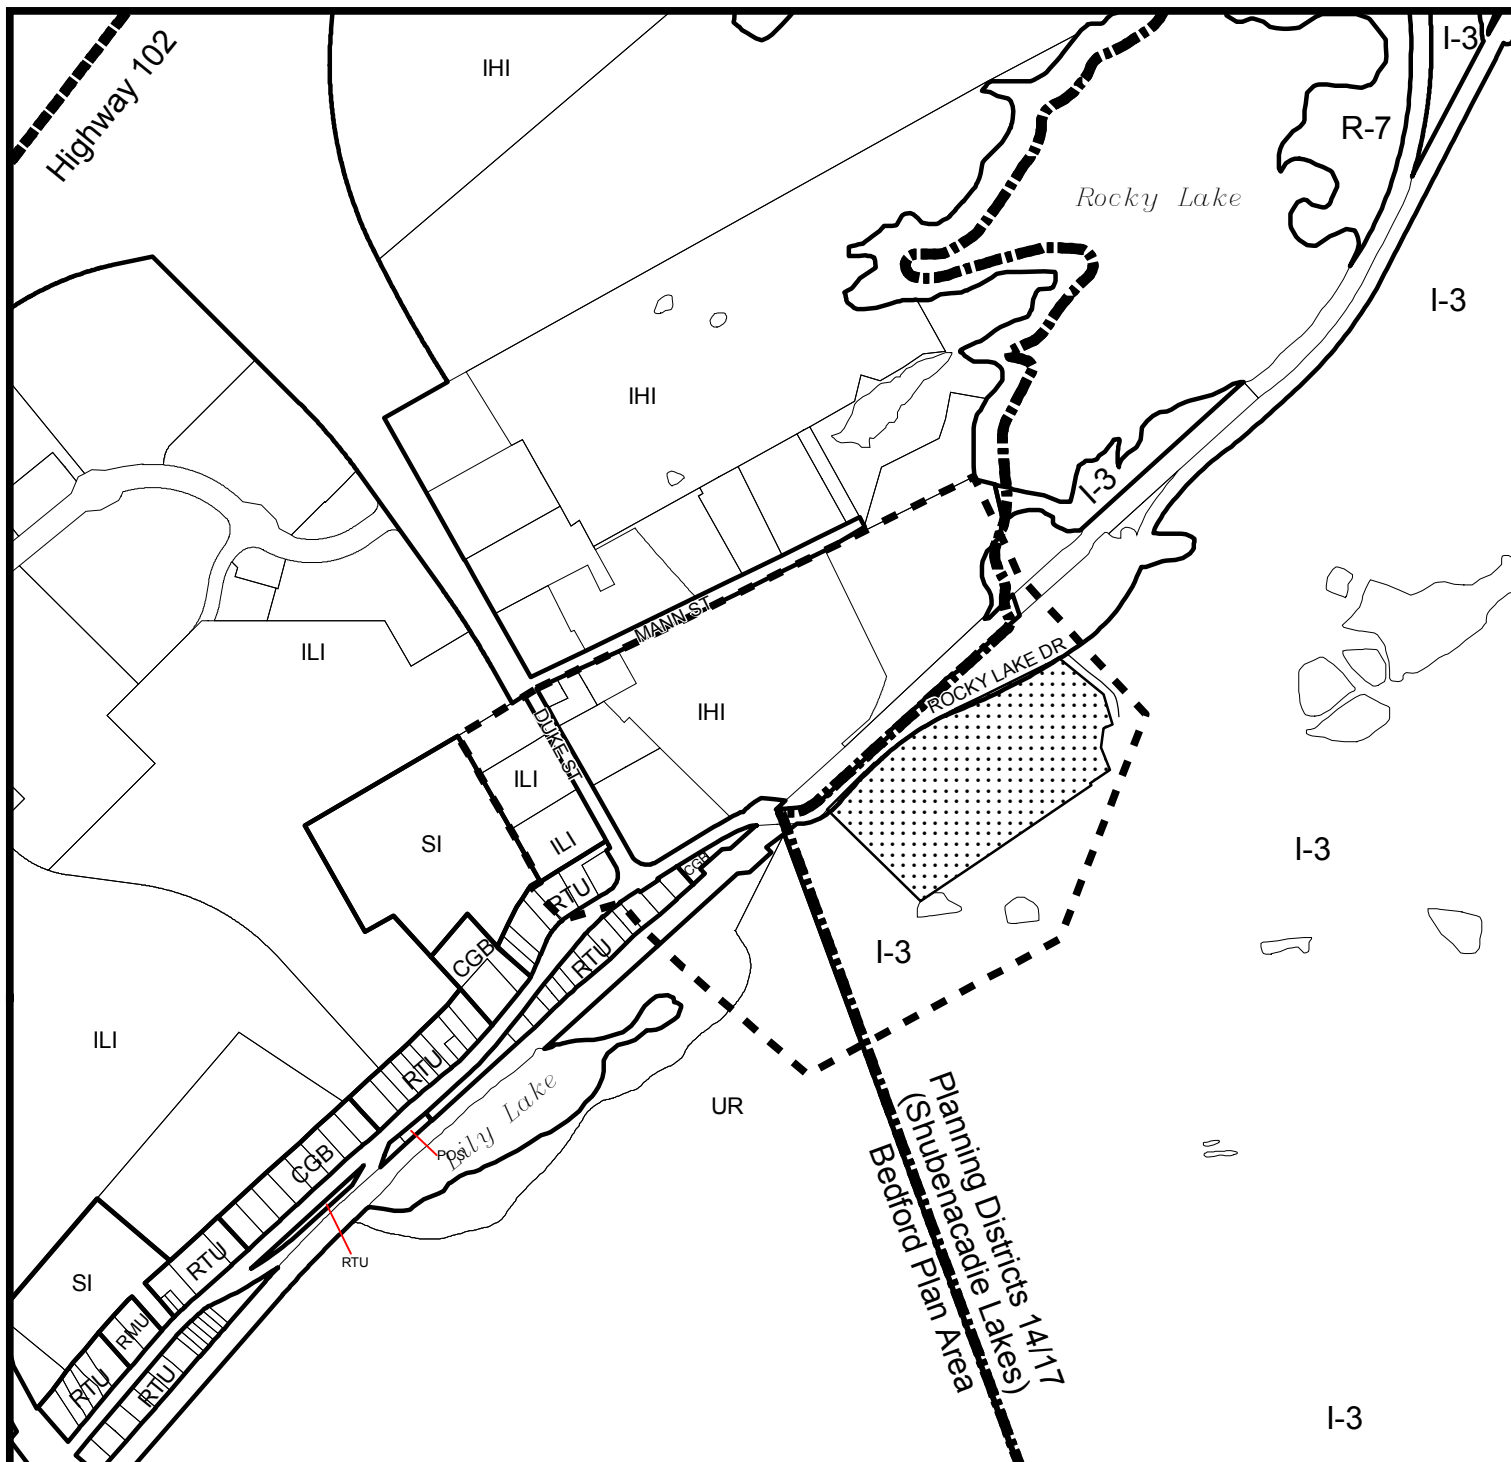 I-3
Highway 102
IHI
R-7
Rocky Lake
I-3
IHI
I-3
MANN ST
ILI
ROCKY LAKE DR
IHI
DUKE ST
ILI
SI
ILI
I-3
CGB
RTU
CGB
RTU
I-3
ILI
RTU
Lily Lake
UR
POS
CGB
Planning Districts 14/17
(Shubenacadie Lakes)
Bedford Plan Area
RTU
RTU
SI
RMU
RTU
RTU
I-3